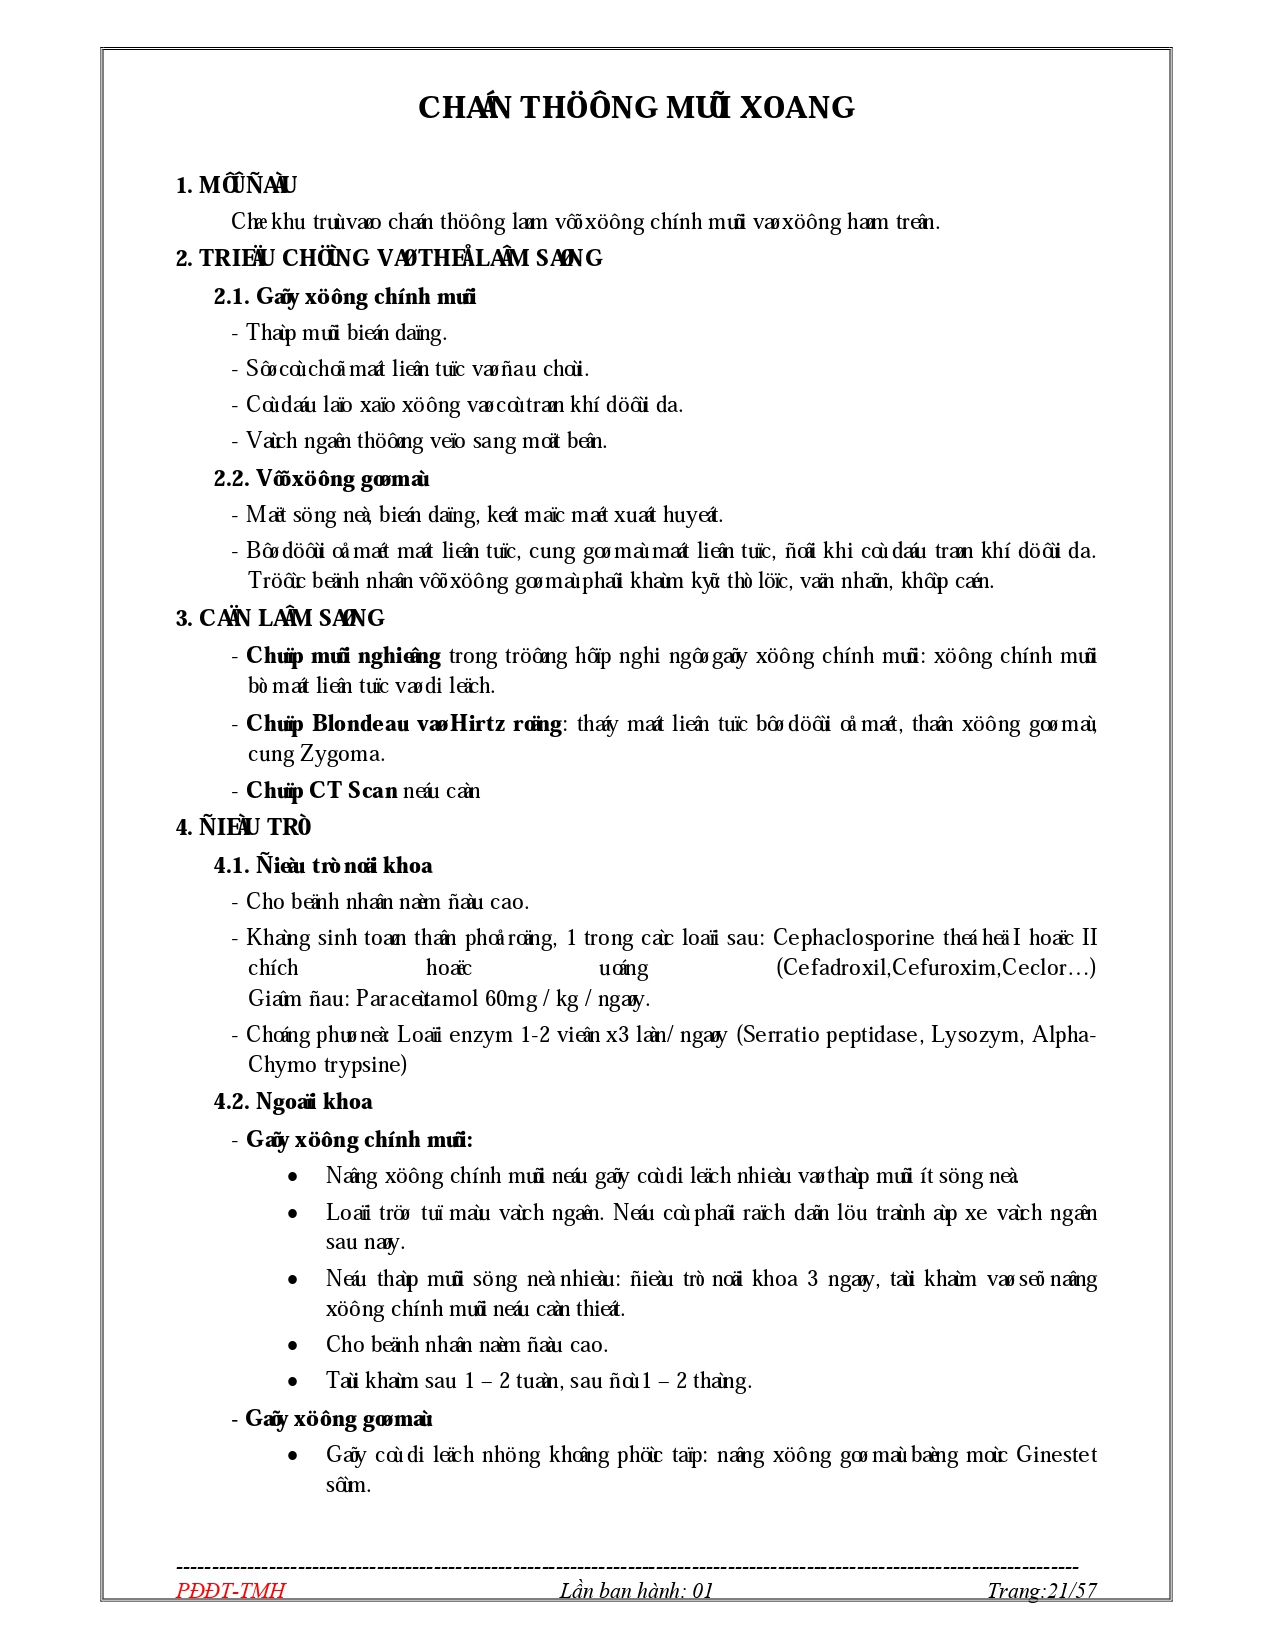 CHAÁN THÖÔNG MUÕI XOANG
1. MÔÛ ÑAÀU
Chæ khu truù vaøo chaán thöông laøm vôõ xöông chính muõi vaø xöông haøm treân.
2. TRIEÄU CHÖÙNG VAØ THEÅ LAÂM SAØNG
2.1. Gaõy xöông chính muõi
- Thaùp muõi bieán daïng.
- Sôø coù choã maát lieân tuïc vaø ñau choùi.
- Coù daáu laïo xaïo xöông vaø coù traøn khí döôùi da.
- Vaùch ngaên thöôøng veïo sang moät beân.
2.2. Vôõ xöông goø maù
- Maët söng neà, bieán daïng, keát maïc maét xuaát huyeát.
- Bôø döôùi oå maét maát lieân tuïc, cung goø maù maát lieân tuïc, ñoâi khi coù daáu traøn khí döôùi da.
Tröôùc beänh nhaân vôõ xöông goø maù phaûi khaùm kyõ: thò löïc, vaän nhaõn, khôùp caén.
3. CAÄN LAÂM SAØNG
- Chuïp muõi nghieâng trong tröôøng hôïp nghi ngôø gaõy xöông chính muõi: xöông chính muõi
bò maát lieân tuïc vaø di leäch.
- Chuïp Blondeau vaø Hirtz roäng: thaáy maát lieân tuïc bôø döôùi oå maét, thaân xöông goø maù,
cung Zygoma.
- Chuïp CT Scan neáu caàn
4. ÑIEÀU TRÒ
4.1. Ñieàu trò noäi khoa
- Cho beänh nhaân naèm ñaàu cao.
- Khaùng sinh toaøn thaân phoå roäng, 1 trong caùc loaïi sau: Cephaclosporine theá heä I hoaëc II
chích hoaëc uoáng (Cefadroxil,Cefuroxim,Ceclor…)
Giaûm ñau: Paraceùtamol 60mg / kg / ngaøy.
- Choáng phuø neà: Loaïi enzym 1-2 vieân x3 laàn/ ngaøy (Serratio peptidase, Lysozym, Alpha-
Chymo trypsine)
4.2. Ngoaïi khoa
- Gaõy xöông chính muõi:
• Naâng xöông chính muõi neáu gaõy coù di leäch nhieàu vaø thaùp muõi ít söng neà.
• Loaïi tröø tuï maùu vaùch ngaên. Neáu coù phaûi raïch daãn löu traùnh aùp xe vaùch ngaên
sau naøy.
• Neáu thaùp muõi söng neà nhieàu: ñieàu trò noäi khoa 3 ngaøy, taùi khaùm vaø seõ naâng
xöông chính muõi neáu caàn thieát.
• Cho beänh nhaân naèm ñaàu cao.
• Taùi khaùm sau 1 – 2 tuaàn, sau ñoù 1 – 2 thaùng.
- Gaõy xöông goø maù:
• Gaõy coù di leäch nhöng khoâng phöùc taïp: naâng xöông goø maù baèng moùc Ginestet
sôùm.
PĐĐT-TMH Lần ban hành: 01 Trang:21/57